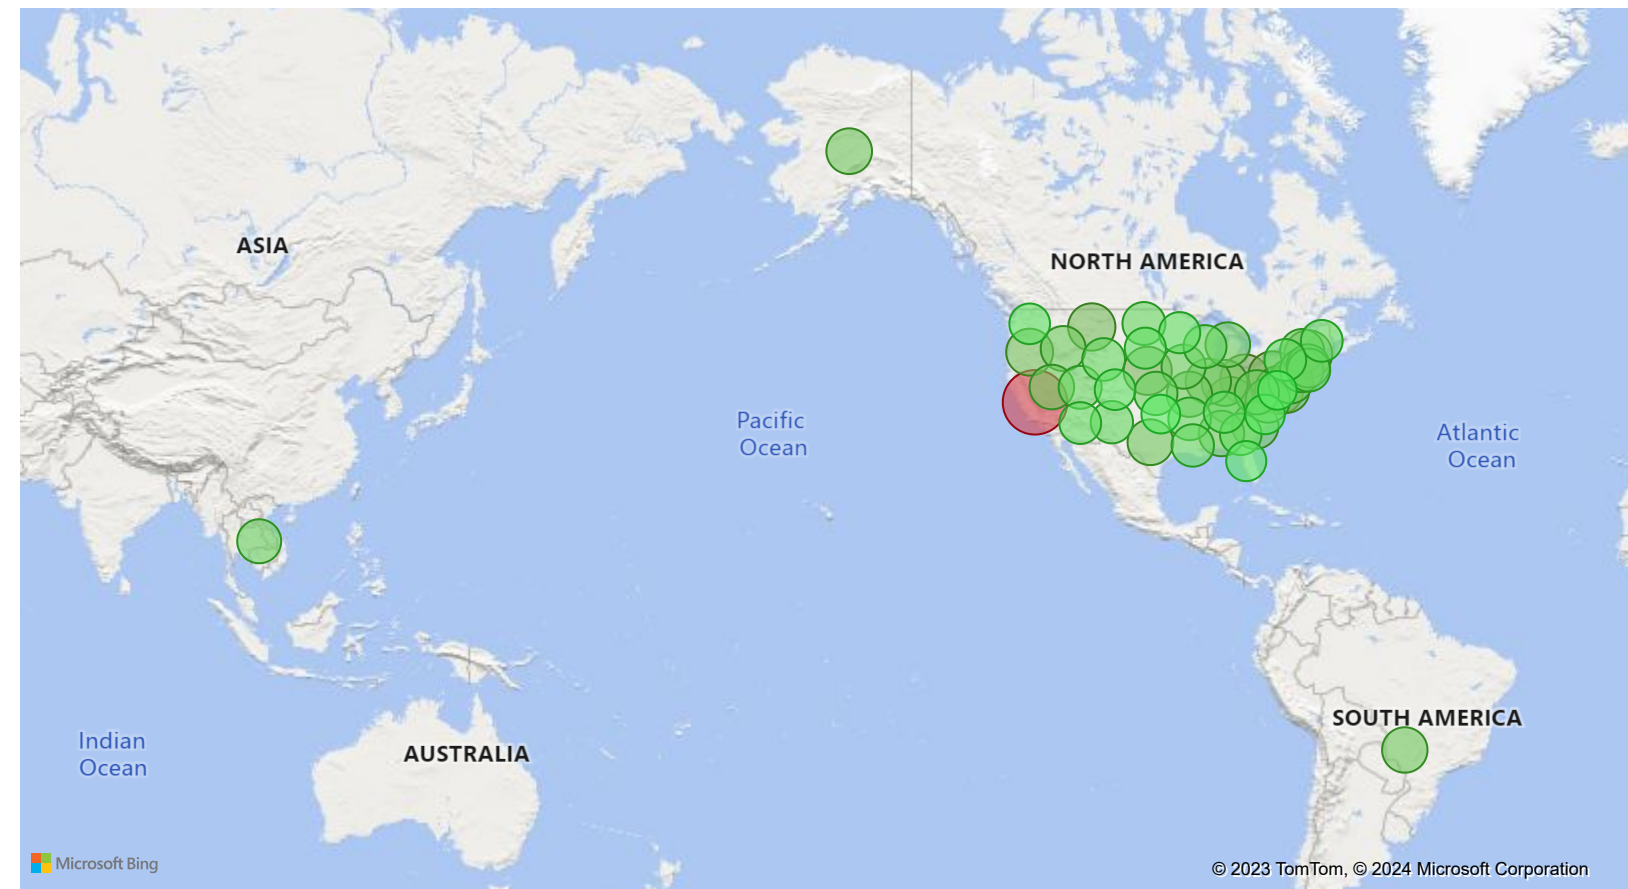 ASIA
NORTH AMERICA
Pacific
Ocean
Atlantic
Ocean
SOUTH AMERICA
Indian
Ocean
AUSTRALIA
Microsoft Bing
© 2023 TomTom, © 2024 Microsoft Corporation